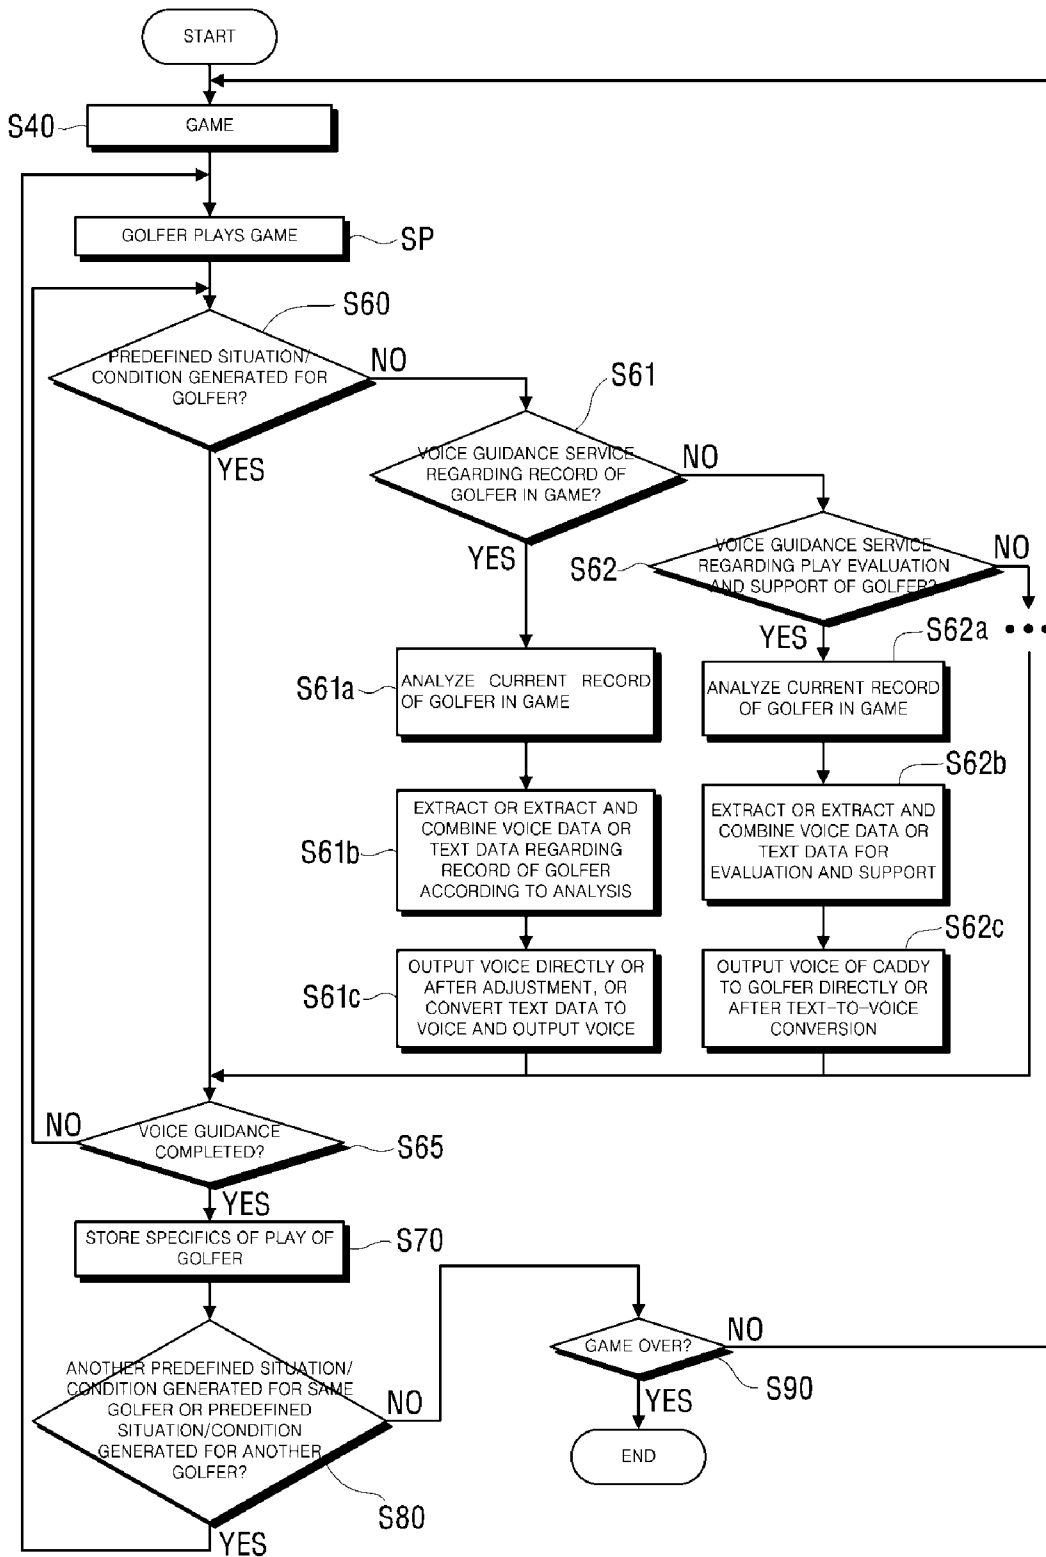 START
S40
GAME
GOLFER PLAYS GAME
SP
S60
PREDEFINED SITUATION/
CONDITION GENERATED FOR
GOLFER?
NO
YES
S61
VOICE GUIDANCE SERVICE
REGARDING RECORD OF
GOLFER IN GAME?
NO
YES
S62
VOICE GUIDANCE SERVICE
REGARDING PLAY EVALUATION
AND SUPPORT OF GOLFER?
NO
YES
S61a
ANALYZE CURRENT RECORD
OF GOLFER IN GAME
S62a
ANALYZE CURRENT RECORD
OF GOLFER IN GAME
S61b
EXTRACT OR EXTRACT AND
COMBINE VOICE DATA OR
TEXT DATA REGARDING
RECORD OF GOLFER
ACCORDING TO ANALYSIS
S62b
EXTRACT OR EXTRACT AND
COMBINE VOICE DATA OR
TEXT DATA FOR
EVALUATION AND SUPPORT
S61c
OUTPUT VOICE DIRECTLY OR
AFTER ADJUSTMENT, OR
CONVERT TEXT DATA TO
VOICE AND OUTPUT VOICE
S62c
OUTPUT VOICE OF CADDY
TO GOLFER DIRECTLY OR
AFTER TEXT-TO-VOICE
CONVERSION
NO
VOICE GUIDANCE
COMPLETED?
S65
YES
STORE SPECIFICS OF PLAY OF
GOLFER
S70
ANOTHER PREDEFINED SITUATION/
CONDITION GENERATED FOR SAME
GOLFER OR PREDEFINED
SITUATION/CONDITION
GENERATED FOR ANOTHER
GOLFER?
NO
S80
YES
GAME OVER?
NO
S90
YES
END